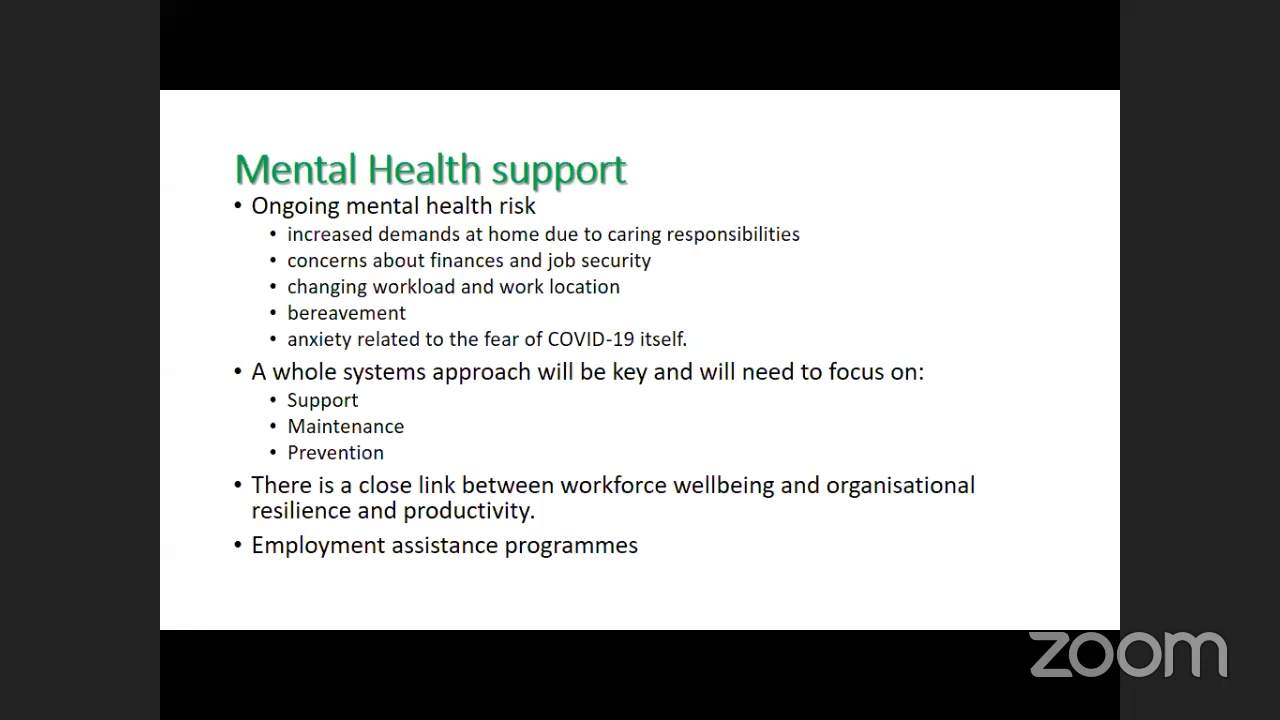 Mental Health support
• Ongoing mental health risk
• increased demands at home due to caring responsibilities
• concerns about finances and job security
• changing workload and work location
• bereavement
• anxiety related to the fear of COVID-19 itself.
• A whole systems approach will be key and will need to focus on:
• Support
• Maintenance
• Prevention
• There is a close link between workforce wellbeing and organisational
resilience and productivity.
• Employment assistance programmes
zoom